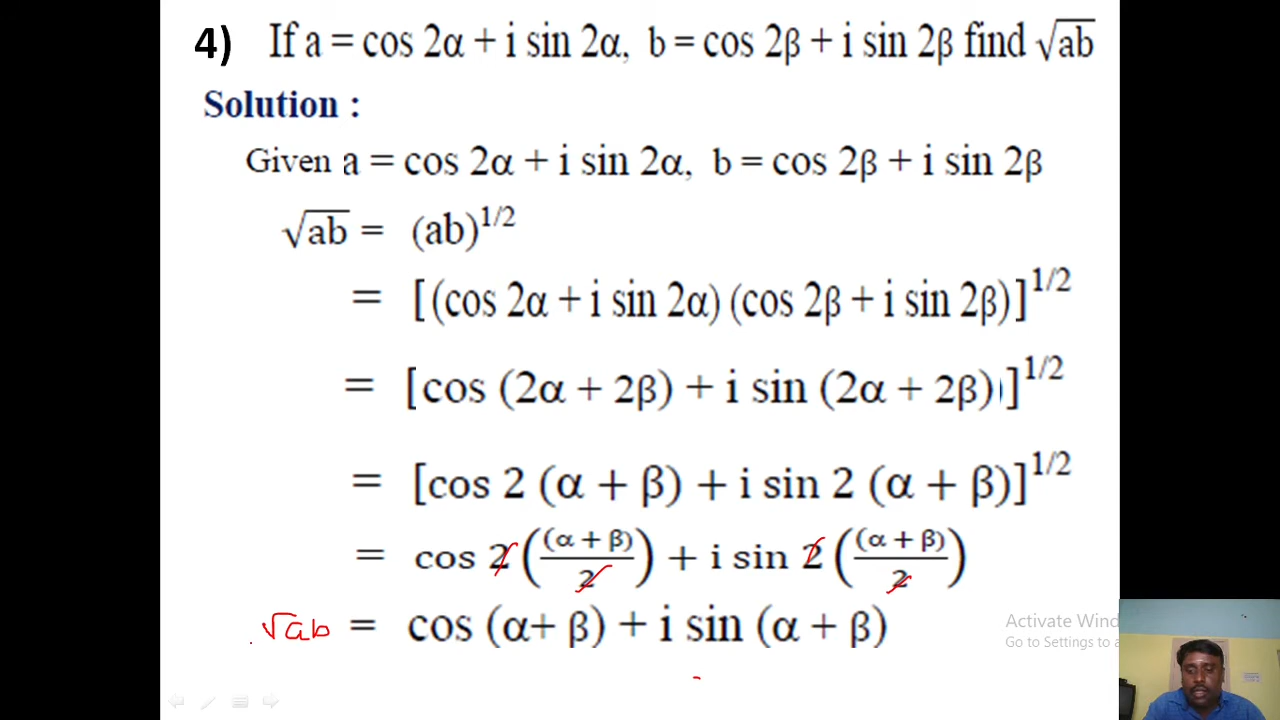 4) If a = cos 2α + i sin 2α, b = cos 2β + i sin 2β find √ab
Solution :
Given a = cos 2α + i sin 2α, b = cos 2β + i sin 2β
√ab = (ab)^1/2
= [(cos 2α + i sin 2α) (cos 2β + i sin 2β)]^1/2
= [cos (2α + 2β) + i sin (2α + 2β)]^1/2
= [cos 2 (α + β) + i sin 2 (α + β)]^1/2
= cos 2((α + β)/2) + i sin 2((α + β)/2)
√ab = cos (α+ β) + i sin (α + β)
Activate Wind
Go to Settings to a